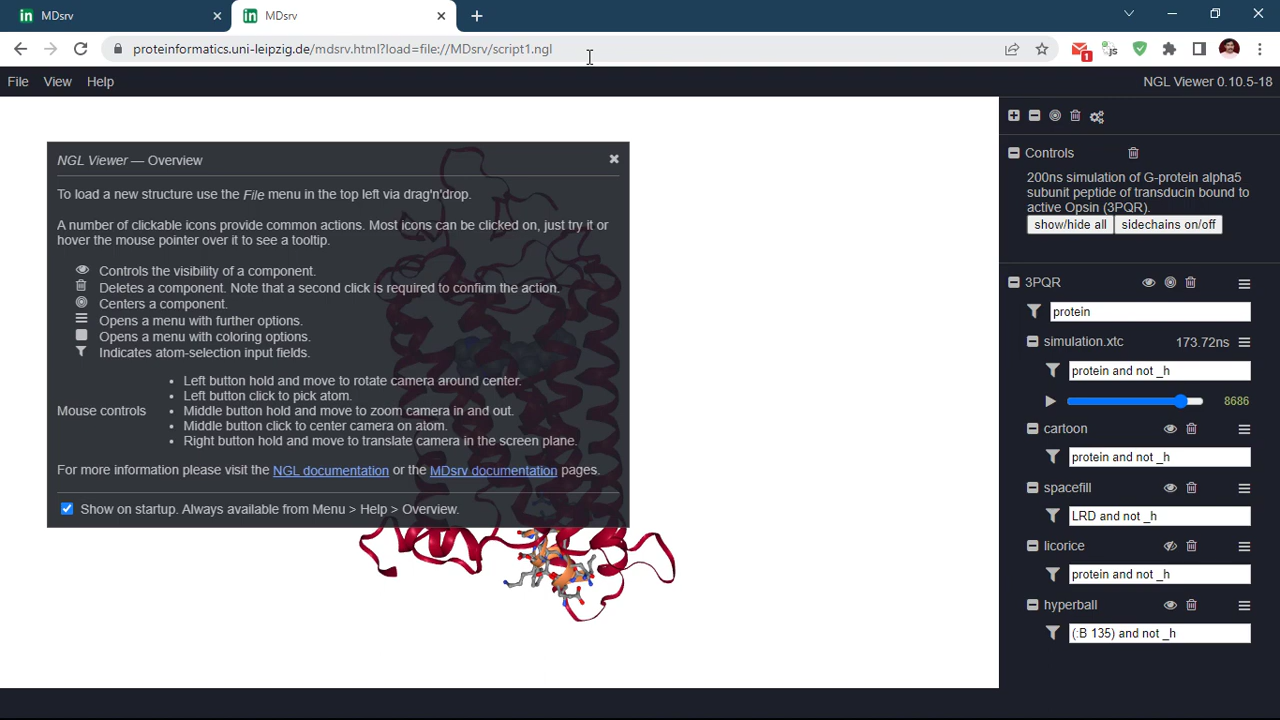 MDsrv
MDsrv
proteinformatics.uni-leipzig.de/mdsrv.html?load=file://MDsrv/script1.ngl
1
JS
File View Help
NGL Viewer 0.10.5-18
NGL Viewer — Overview
To load a new structure use the File menu in the top left via drag'n'drop.
A number of clickable icons provide common actions. Most icons can be clicked on, just try it or
hover the mouse pointer over it to see a tooltip.
Controls the visibility of a component.
Deletes a component. Note that a second click is required to confirm the action.
Centers a component.
Opens a menu with further options.
Opens a menu with coloring options.
Indicates atom-selection input fields.
Mouse controls
• Left button hold and move to rotate camera around center.
• Left button click to pick atom.
• Middle button hold and move to zoom camera in and out.
• Middle button click to center camera on atom.
• Right button hold and move to translate camera in the screen plane.
For more information please visit the NGL documentation or the MDsrv documentation pages.
Show on startup. Always available from Menu > Help > Overview.
Controls
200ns simulation of G-protein alpha5
subunit peptide of transducin bound to
active Opsin (3PQR).
show/hide all sidechains on/off
3PQR
protein
simulation.xtc 173.72ns
protein and not _h
8686
cartoon
protein and not _h
spacefill
LRD and not _h
licorice
protein and not _h
hyperball
(:B 135) and not _h